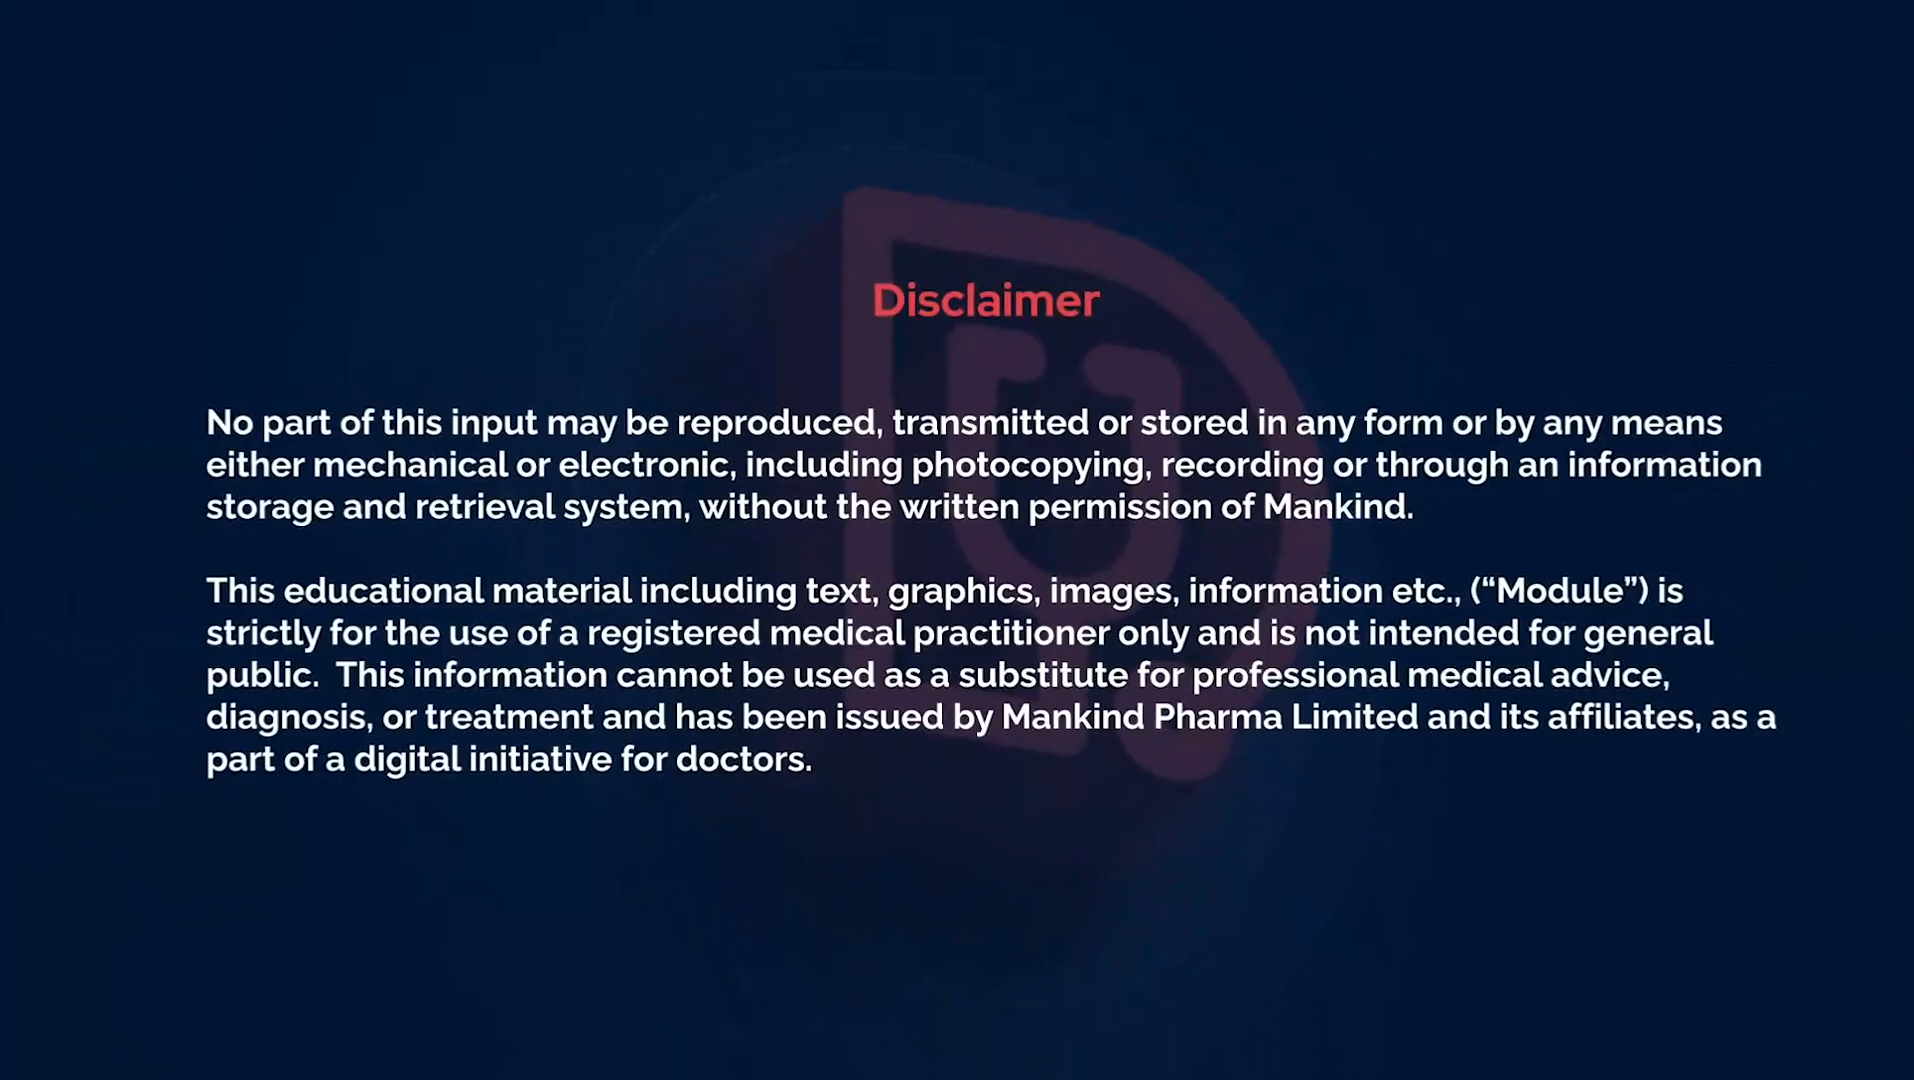 Disclaimer
No part of this input may be reproduced, transmitted or stored in any form or by any means
either mechanical or electronic, including photocopying, recording or through an information
storage and retrieval system, without the written permission of Mankind.
This educational material including text, graphics, images, information etc., (“Module”) is
strictly for the use of a registered medical practitioner only and is not intended for general
public.  This information cannot be used as a substitute for professional medical advice,
diagnosis, or treatment and has been issued by Mankind Pharma Limited and its affiliates, as a
part of a digital initiative for doctors.